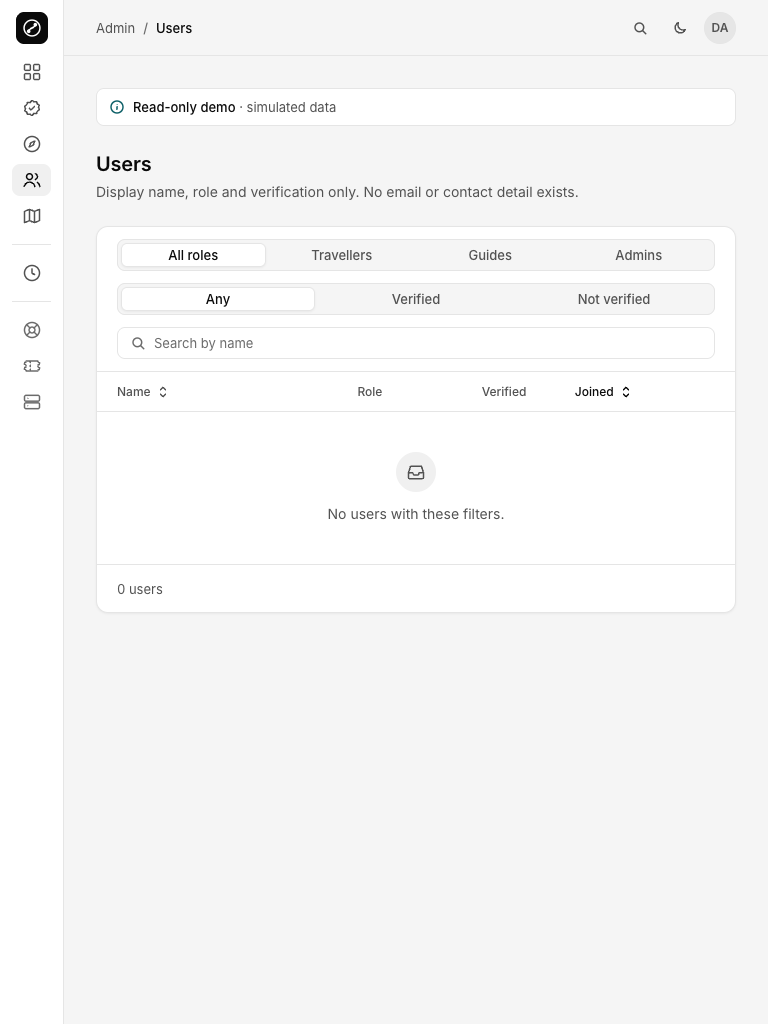 Admin / Users
DA
Read-only demo · simulated data
Users
Display name, role and verification only. No email or contact detail exists.
All roles Travellers Guides Admins
Any Verified Not verified
Search by name
Name Role Verified Joined
No users with these filters.
0 users